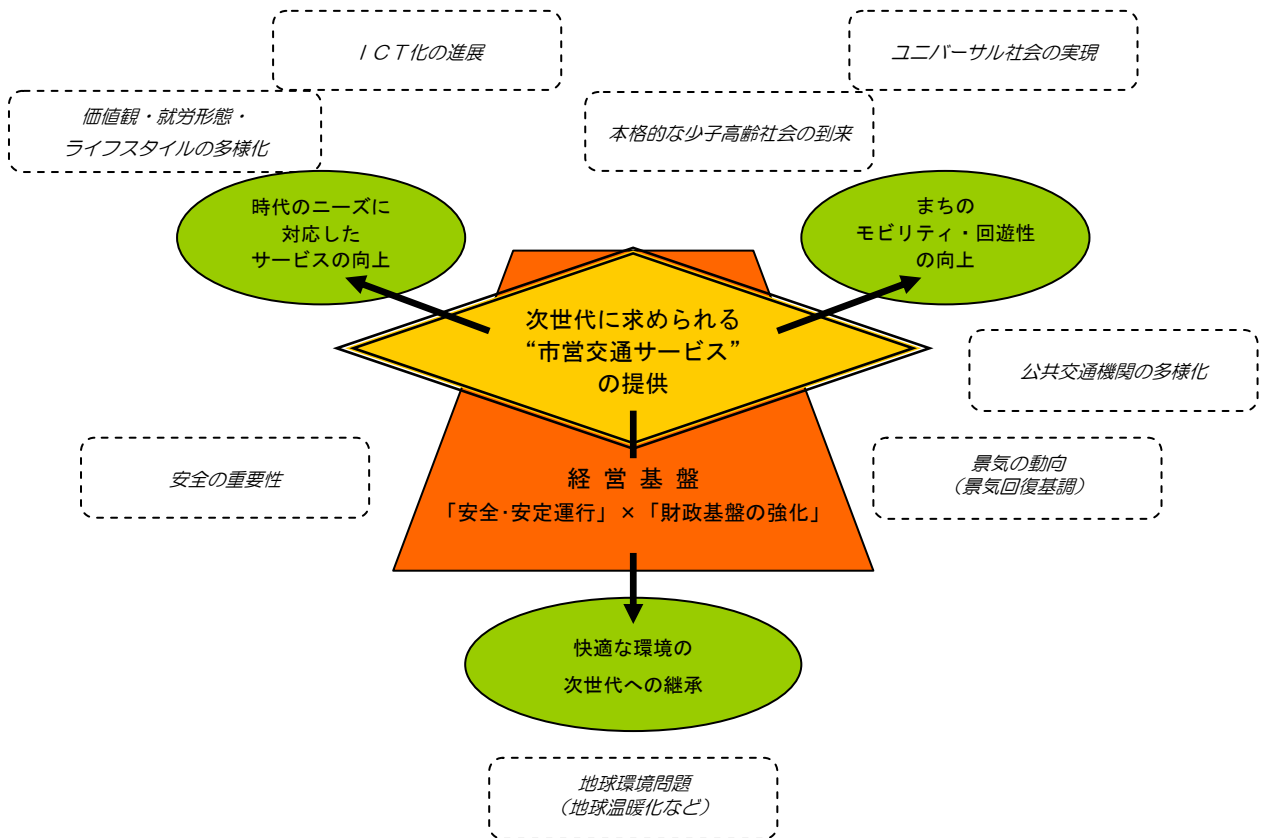 ICT化の進展
ユニバーサル社会の実現
価値観・就労形態・
ライフスタイルの多様化
本格的な少子高齢社会の到来
時代のニーズに
対応した
サービスの向上
まちの
モビリティ・回遊性
の向上
次世代に求められる
“市営交通サービス”
の提供
公共交通機関の多様化
安全の重要性
景気の動向
（景気回復基調）
経営基盤
「安全・安定運行」×「財政基盤の強化」
快適な環境の
次世代への継承
地球環境問題
（地球温暖化など）